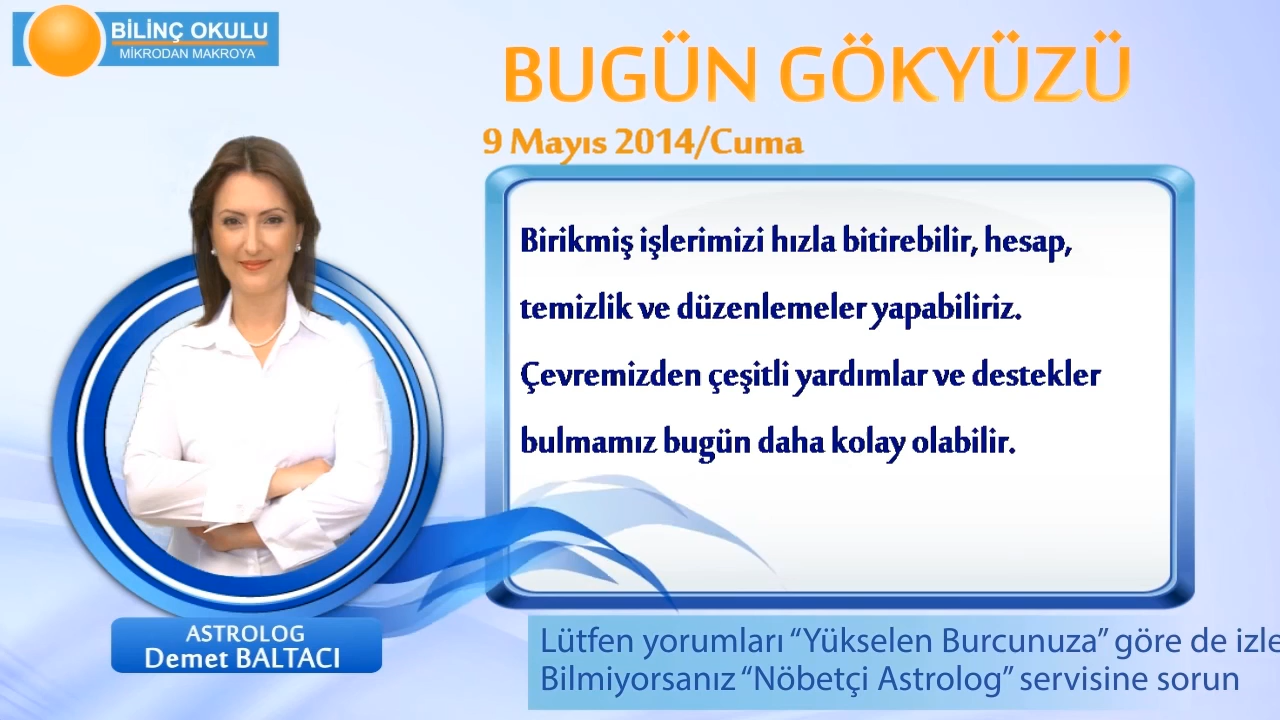 BİLİNÇ OKULU
MİKRODAN MAKROYA
BUGÜN GÖKYÜZÜ
9 Mayıs 2014/Cuma
Birikmiş işlerimizi hızla bitirebilir, hesap,
temizlik ve düzenlemeler yapabiliriz.
Çevremizden çeşitli yardımlar ve destekler
bulmamız bugün daha kolay olabilir.
ASTROLOG
Demet BALTACI
Lütfen yorumları “Yükselen Burcunuza” göre de izle
Bilmiyorsanız “Nöbetçi Astrolog” servisine sorun